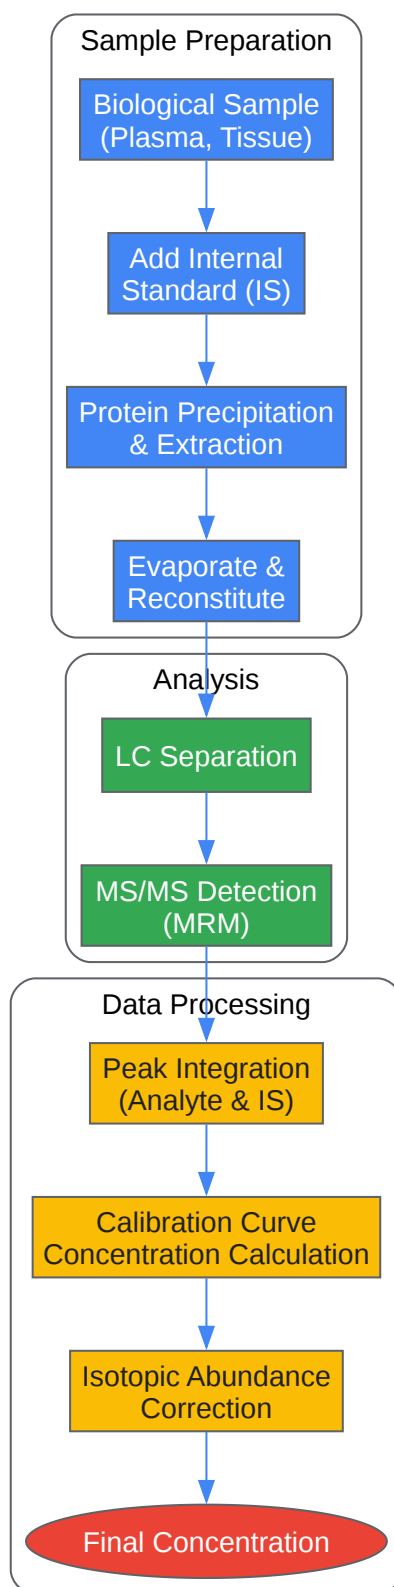 Sample Preparation
Biological Sample
(Plasma, Tissue)
Add Internal
Standard (IS)
Protein Precipitation
& Extraction
Evaporate &
Reconstitute
Analysis
LC Separation
MS/MS Detection
(MRM)
Data Processing
Peak Integration
(Analyte & IS)
Calibration Curve
Concentration Calculation
Isotopic Abundance
Correction
Final Concentration